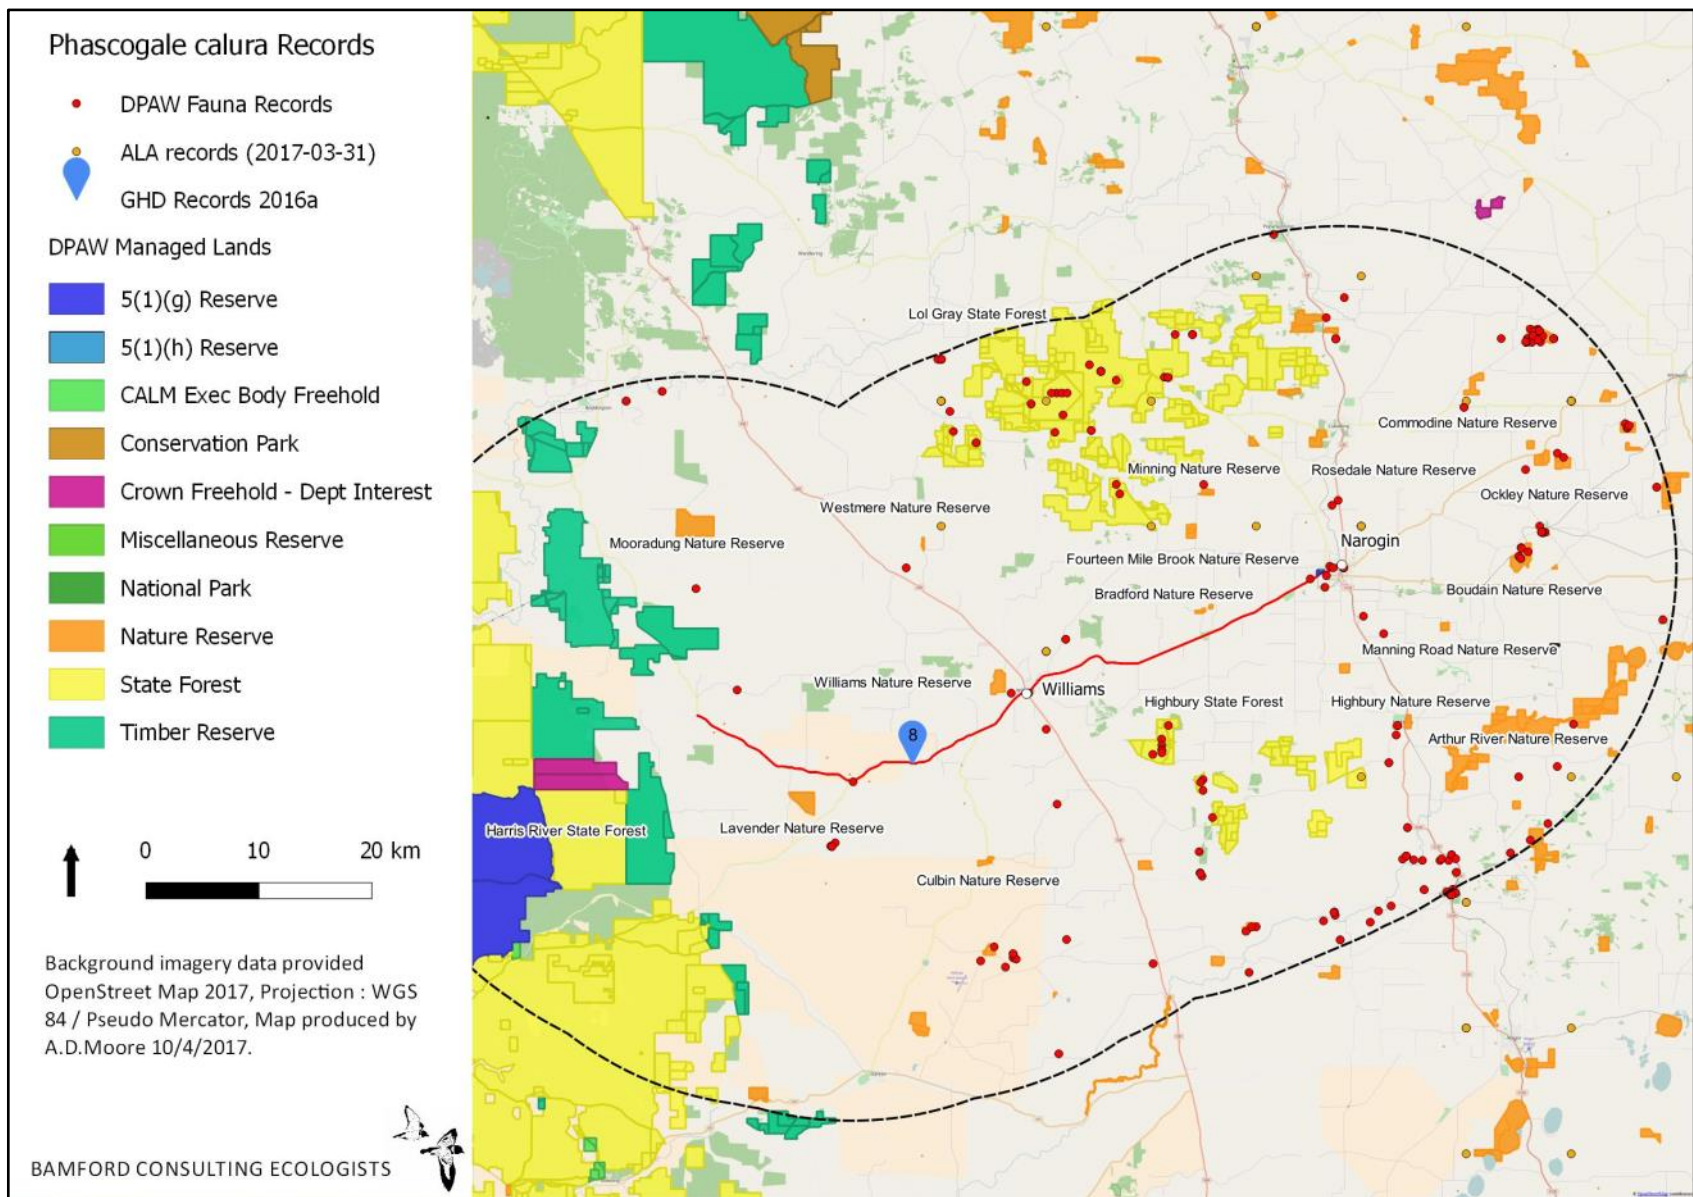 Phascogale calura Records
DPAW Fauna Records
ALA records (2017-03-31)
GHD Records 2016a
DPAW Managed Lands
5(1)(g) Reserve
5(1)(h) Reserve
CALM Exec Body Freehold
Conservation Park
Crown Freehold - Dept Interest
Miscellaneous Reserve
National Park
Nature Reserve
State Forest
Timber Reserve
0 10 20 km
Background imagery data provided
OpenStreet Map 2017, Projection : WGS
84 / Pseudo Mercator, Map produced by
A.D.Moore 10/4/2017.
BAMFORD CONSULTING ECOLOGISTS
Lol Gray State Forest
Commodine Nature Reserve
Minning Nature Reserve
Rosedale Nature Reserve
Ockley Nature Reserve
Westmere Nature Reserve
Mooradung Nature Reserve
Narogin
Fourteen Mile Brook Nature Reserve
Bradford Nature Reserve
Boudain Nature Reserve
Manning Road Nature Reserve
Williams Nature Reserve
Williams
Highbury State Forest
Highbury Nature Reserve
8
Arthur River Nature Reserve
Harris River State Forest
Lavender Nature Reserve
Culbin Nature Reserve